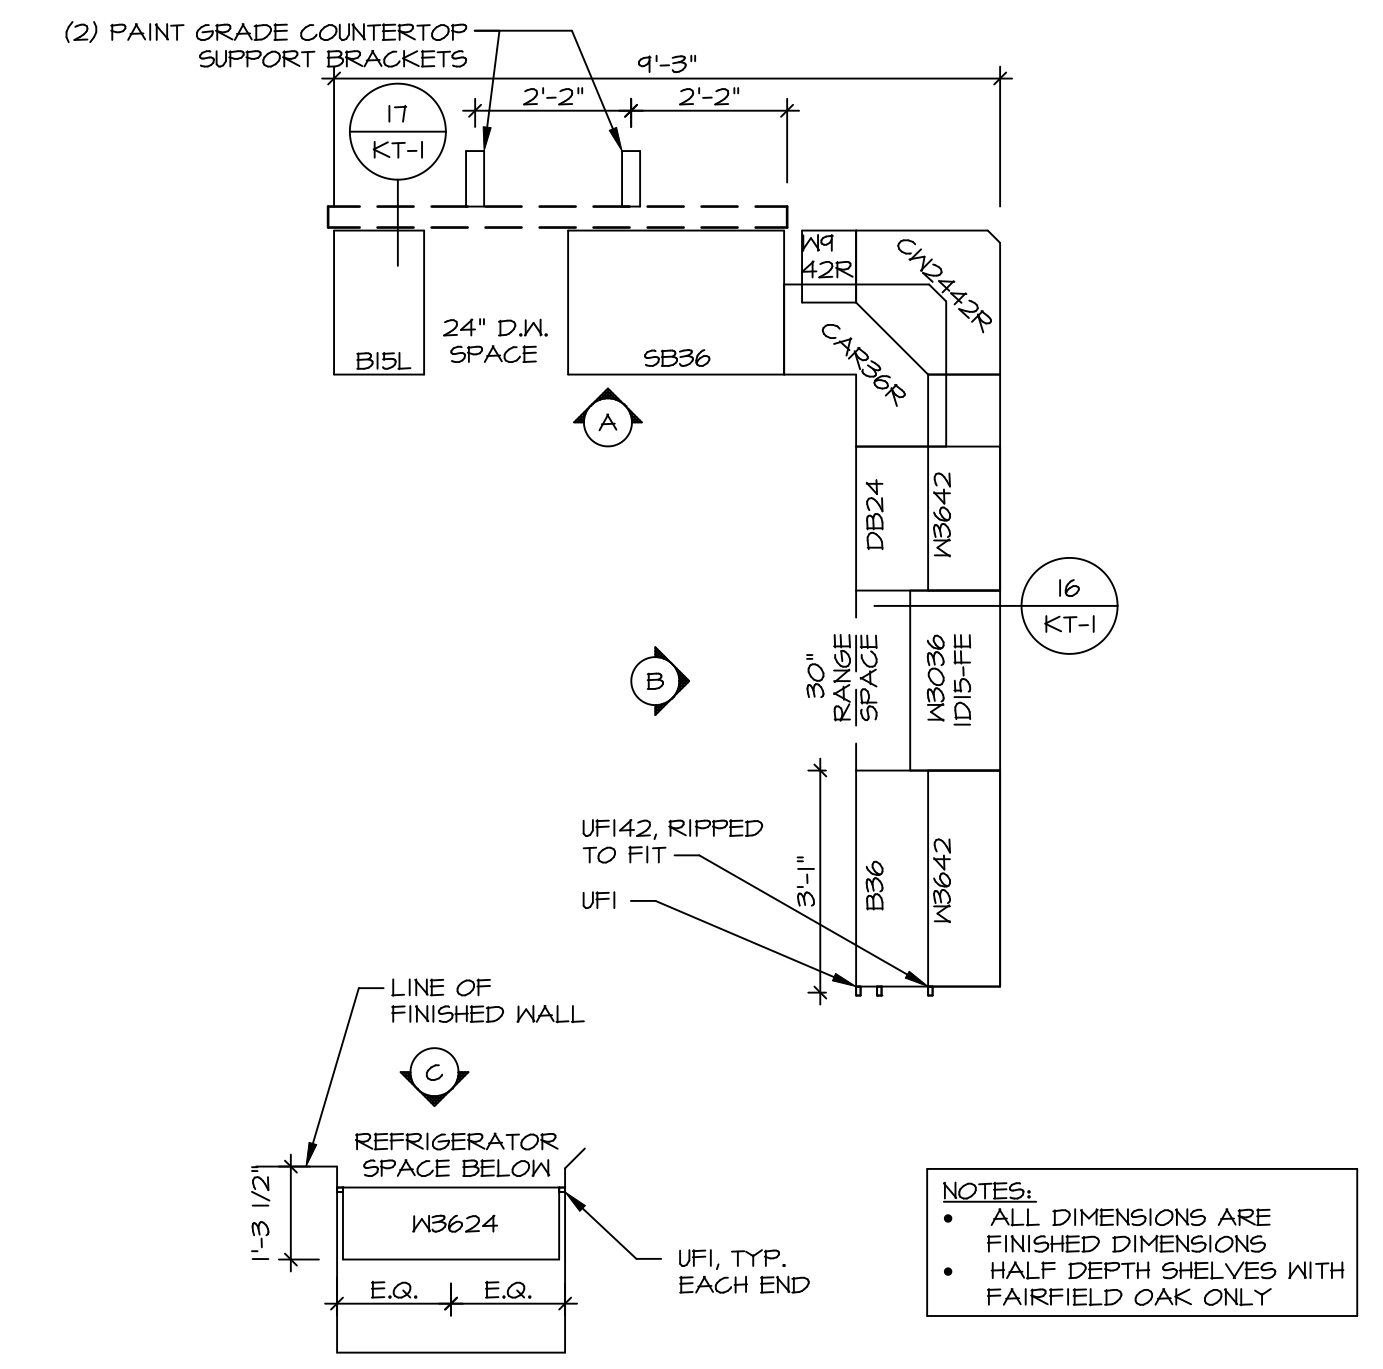 (2) PAINT GRADE COUNTERTOP
SUPPORT BRACKETS
9'-3"
2'-2"
2'-2"
17
KT-1
W9
42R
CW2442R
24" D.W.
SPACE
B15L
SB36
CAR36R
A
DB24
W3642
16
KT-1
B
30"
RANGE
SPACE
W3036
ID15-FE
UF142, RIPPED
TO FIT
UF1
3'-1"
B36
W3642
LINE OF
FINISHED WALL
C
REFRIGERATOR
SPACE BELOW
1'-3 1/2"
W3624
UF1, TYP.
EACH END
E.Q.
E.Q.
NOTES:
• ALL DIMENSIONS ARE
FINISHED DIMENSIONS
• HALF DEPTH SHELVES WITH
FAIRFIELD OAK ONLY